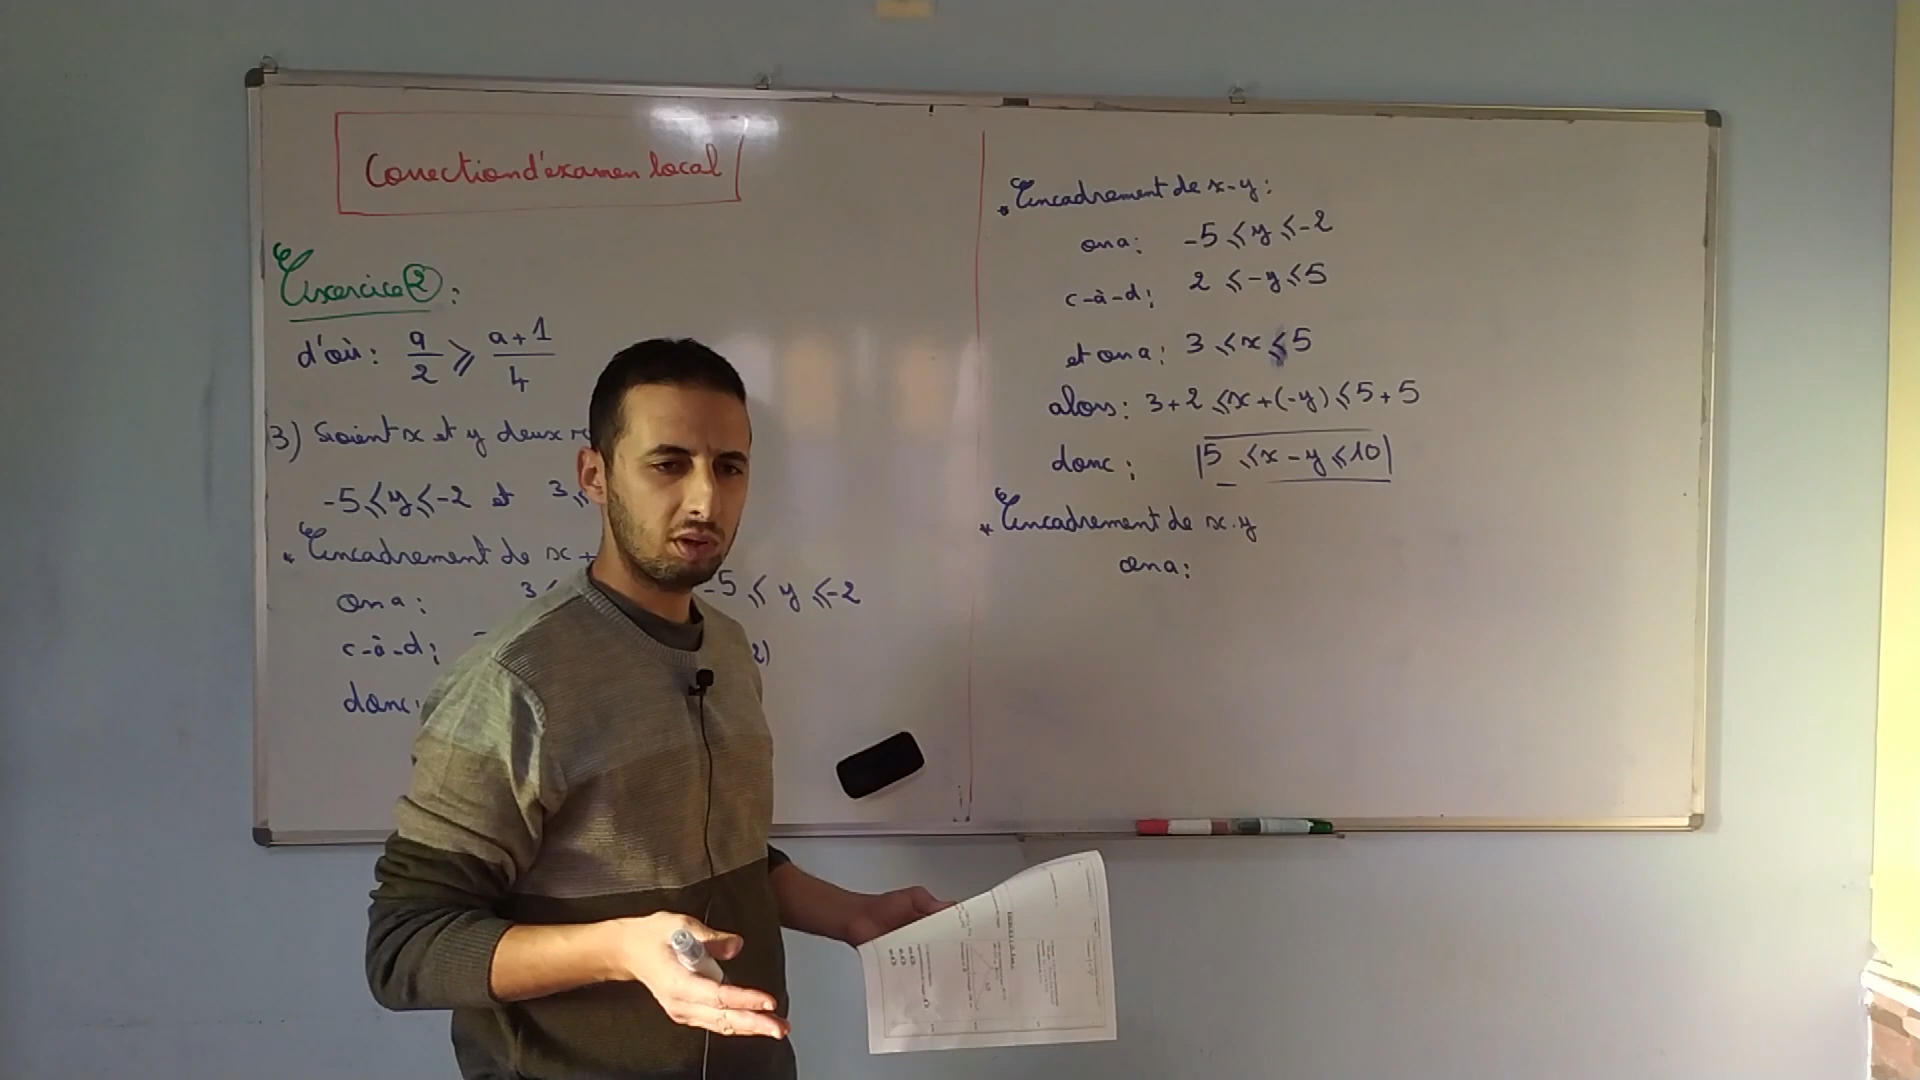 Correction d'examen local
Exercice 2 :
d'où : a/2 ⩾ a+1/4
3) Soient x et y deux
-5 ⩽ y ⩽ -2 et 3 ⩽
* Encadrement de x +
on a : 3 ⩽ -5 ⩽ y ⩽ -2
c-à-d : 2)
donc :
* Encadrement de x-y :
on a : -5 ⩽ y ⩽ -2
c-à-d : 2 ⩽ -y ⩽ 5
et on a : 3 ⩽ x ⩽ 5
alors : 3+2 ⩽ x+(-y) ⩽ 5+5
donc : 5 ⩽ x-y ⩽ 10
* Encadrement de x.y
on a :